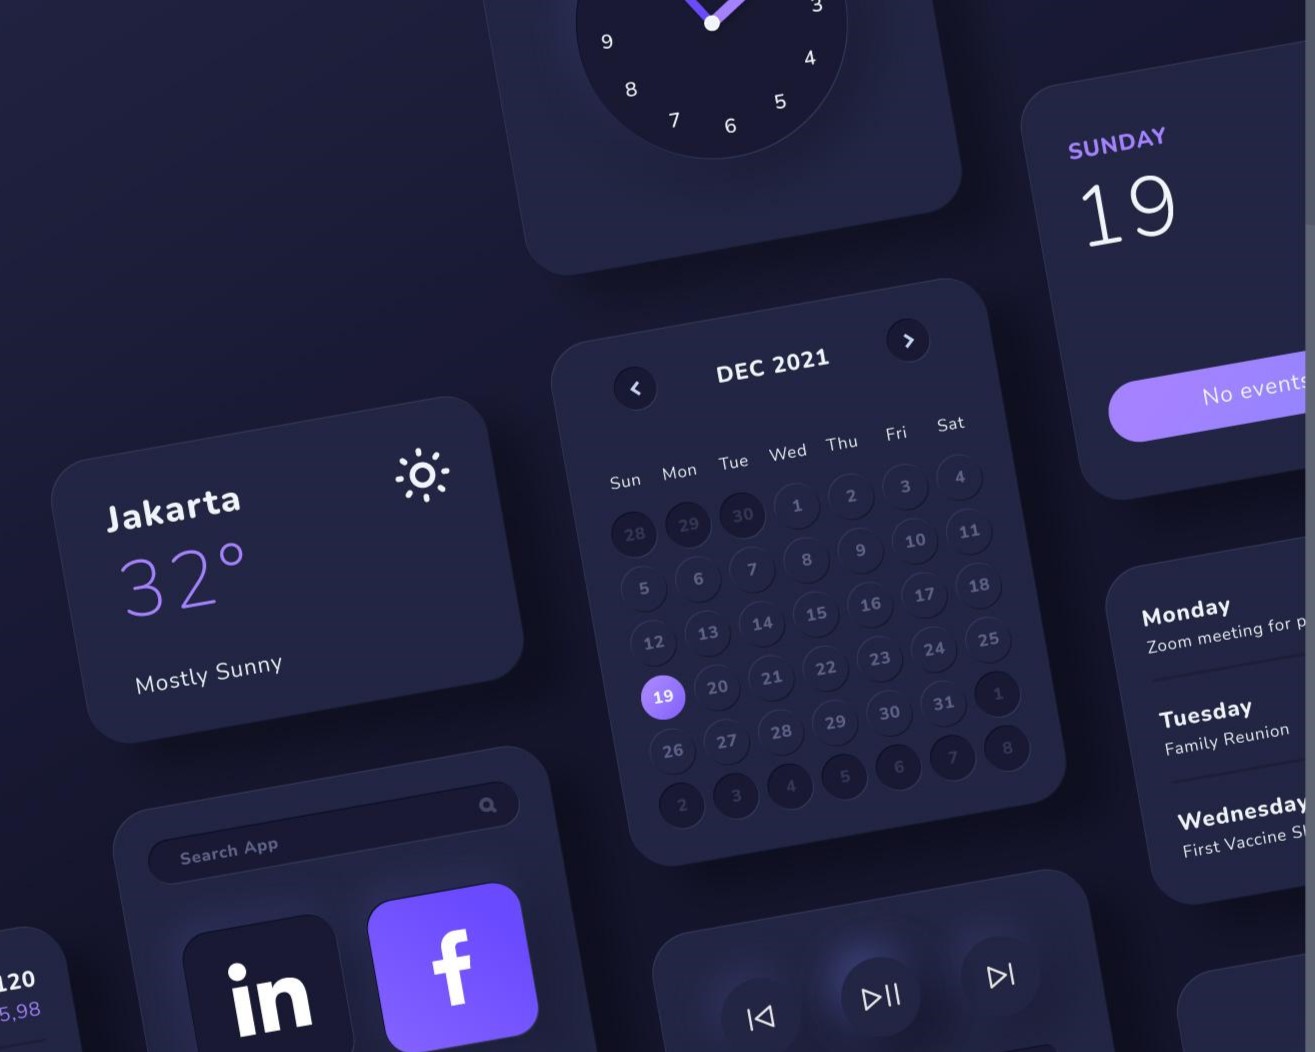 3
9
4
8
5
7
6
SUNDAY
19
No events
DEC 2021
Sun Mon Tue Wed Thu Fri Sat
28 29 30 1 2 3 4
5 6 7 8 9 10 11
12 13 14 15 16 17 18
19 20 21 22 23 24 25
26 27 28 29 30 31 1
2 3 4 5 6 7 8
Jakarta
32°
Mostly Sunny
Monday
Zoom meeting for
Tuesday
Family Reunion
Wednesday
First Vaccine
Search App
in
f
120
5,98